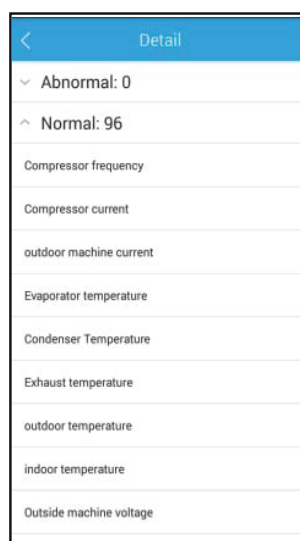 Detail
Abnormal: 0
Normal: 96
Compressor frequency
Compressor current
outdoor machine current
Evaporator temperature
Condenser Temperature
Exhaust temperature
outdoor temperature
indoor temperature
Outside machine voltage